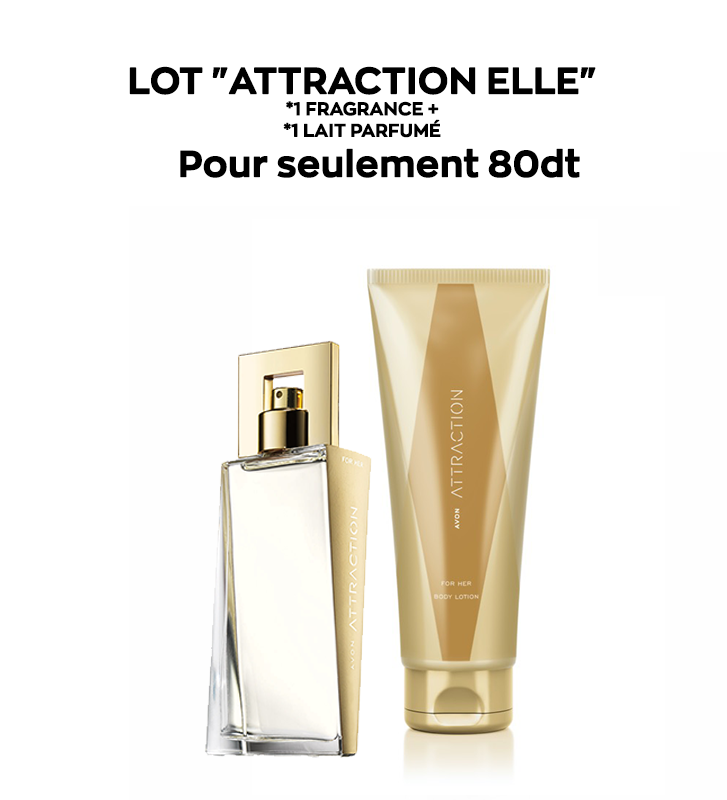 LOT "ATTRACTION ELLE"
*1 FRAGRANCE +
*1 LAIT PARFUMÉ
Pour seulement 80dt
FOR HER
AVON ATTRACTION
AVON ATTRACTION
FOR HER
BODY LOTION